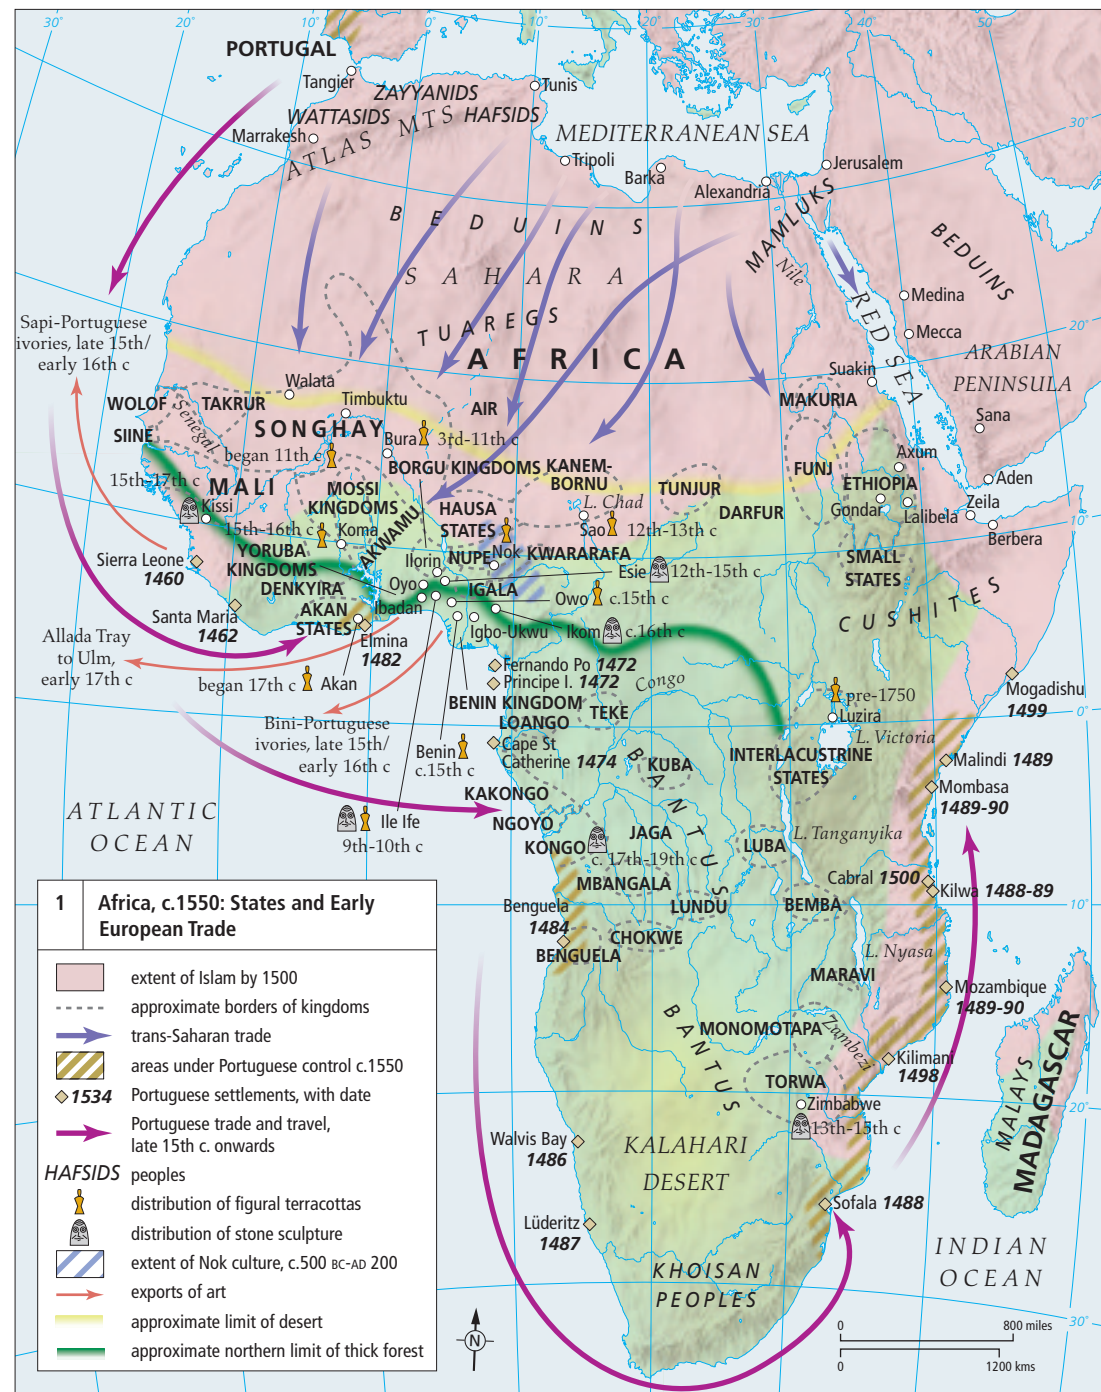 30°
20°
10°
0°
10°
20°
30°
40°
50°
PORTUGAL
Tangier
ZAYYANIDS
WATTASIDS
HAFSIDS
Tunis
Marrakesh
ATLAS MTS
MEDITERRANEAN SEA
30°
Tripoli
Barka
Alexandria
Jerusalem
MAMLUKS
BEDUINS
BEDUINS
SAHARA
Nile
RED SEA
Medina
Mecca
TUAREGS
AFRICA
ARABIAN
PENINSULA
20°
Sapi-Portuguese
ivories, late 15th/
early 16th c
Walata
Timbuktu
AIR
Suakin
MAKURIA
Sana
WOLOF
TAKRUR
Senegal
SIINE
SONGHAY
Bura
3rd-11th c
began 11th c
BORGU KINGDOMS
KANEM-
BORNU
FUNJ
Axum
ETHIOPIA
Aden
15th-17th c
MALI
Kissi
MOSSI
KINGDOMS
HAUSA
STATES
L. Chad
TUNJUR
DARFUR
Gondar
Lalibela
Zeila
Berbera
10°
15th-16th c
Koma
AKWAMU
Sao
12th-13th c
YORUBA
KINGDOMS
Ilorin
NUPE
Nok
KWARARAFA
SMALL
STATES
Sierra Leone
1460
DENKYIRA
Oyo
IGALA
Esie
12th-15th c
CUSHITES
Santa Maria
1462
AKAN
STATES
Ibadan
Owo
c.15th c
Elmina
1482
Igbo-Ukwu
Ikom
c.16th c
Allada Tray
to Ulm,
early 17th c
began 17th c
Akan
Fernando Po 1472
Principe I. 1472
Congo
pre-1750
Luzira
Mogadishu
1499
0°
BENIN KINGDOM
LOANGO
TEKE
L. Victoria
Bini-Portuguese
ivories, late 15th/
early 16th c
Benin
c.15th c
Cape St
Catherine 1474
KUBA
INTERLACUSTRINE
STATES
Malindi 1489
Mombasa
1489-90
ATLANTIC
OCEAN
KAKONGO
NGOYO
BANTUS
Ile Ife
9th-10th c
KONGO
c. 17th-19th c
JAGA
LUBA
L. Tanganyika
MBANGALA
Cabral 1500
Kilwa 1488-89
Benguela
1484
LUNDU
BEMBA
10°
BENGUELA
CHOKWE
L. Nyasa
MARAVI
Mozambique
1489-90
BANTUS
MONOMOTAPA
Zambezi
Kilimani
1498
MALAYS
MADAGASCAR
TORWA
Zimbabwe
13th-15th c
20°
Walvis Bay
1486
KALAHARI
DESERT
Sofala 1488
Lüderitz
1487
INDIAN
OCEAN
KHOISAN
PEOPLES
30°
N
0
800 miles
0
1200 kms
1 Africa, c.1550: States and Early
European Trade
extent of Islam by 1500
approximate borders of kingdoms
trans-Saharan trade
areas under Portuguese control c.1550
1534 Portuguese settlements, with date
Portuguese trade and travel,
late 15th c. onwards
HAFSIDS peoples
distribution of figural terracottas
distribution of stone sculpture
extent of Nok culture, c.500 BC-AD 200
exports of art
approximate limit of desert
approximate northern limit of thick forest